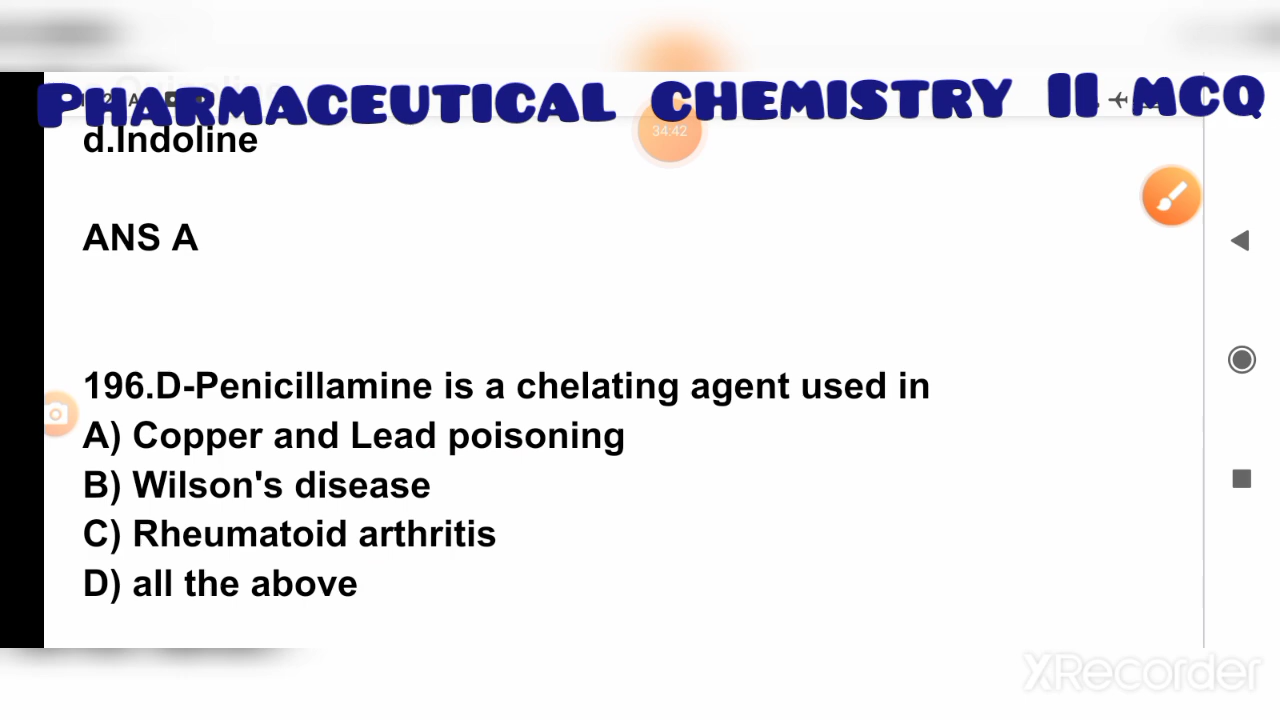 PHARMACEUTICAL CHEMISTRY II MCQ
34:42
d.Indoline
ANS A
196.D-Penicillamine is a chelating agent used in
A) Copper and Lead poisoning
B) Wilson's disease
C) Rheumatoid arthritis
D) all the above
XRecorder